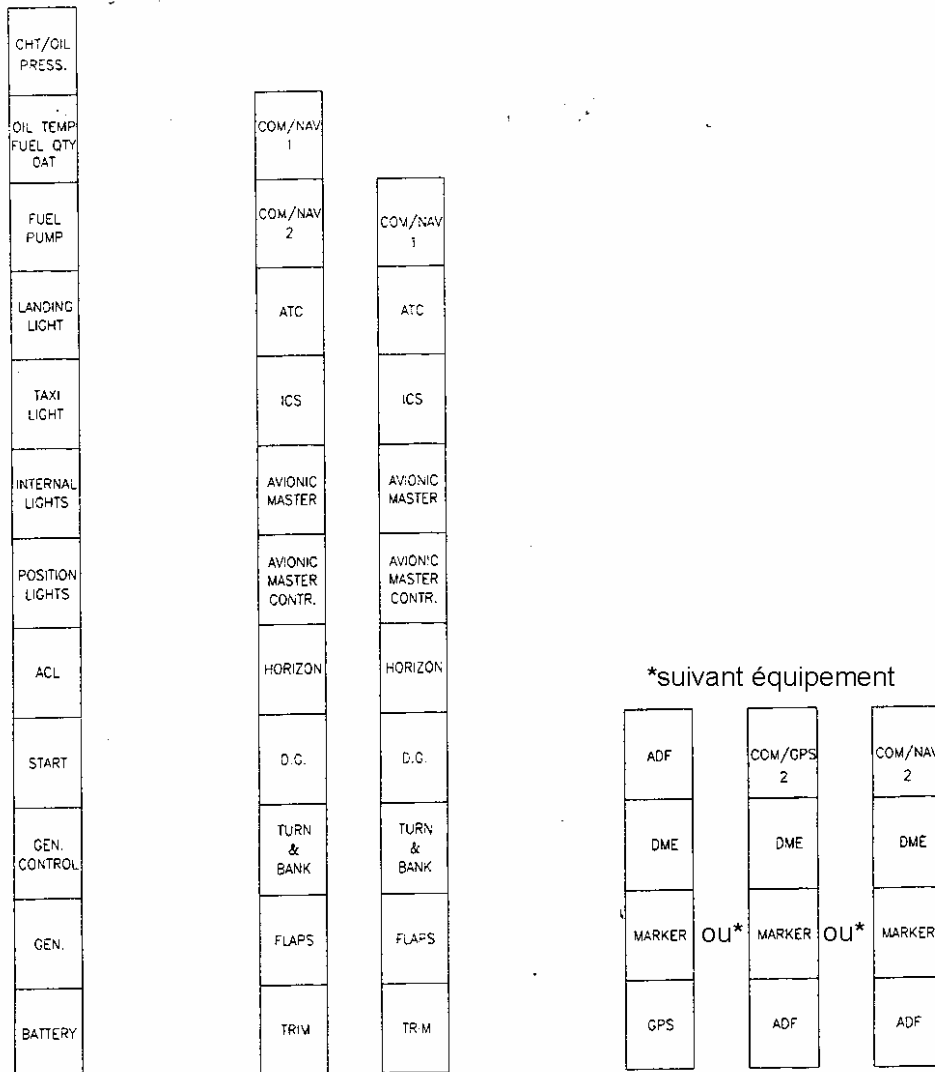 CHT/OIL
PRESS.
OIL TEMP
FUEL QTY
OAT
FUEL
PUMP
LANDING
LIGHT
TAXI
LIGHT
INTERNAL
LIGHTS
POSITION
LIGHTS
ACL
START
GEN.
CONTROL
GEN.
BATTERY
COM/NAV
1
COM/NAV
2
ATC
ICS
AVIONIC
MASTER
AVIONIC
MASTER
CONTR.
HORIZON
D.G.
TURN
&
BANK
FLAPS
TRIM
COM/NAV
1
ATC
ICS
AVIONIC
MASTER
AVIONIC
MASTER
CONTR.
HORIZON
D.G.
TURN
&
BANK
FLAPS
TRIM
*suivant équipement
ADF
DME
MARKER
GPS
ou*
COM/GPS
2
DME
MARKER
ADF
ou*
COM/NAV
2
DME
MARKER
ADF